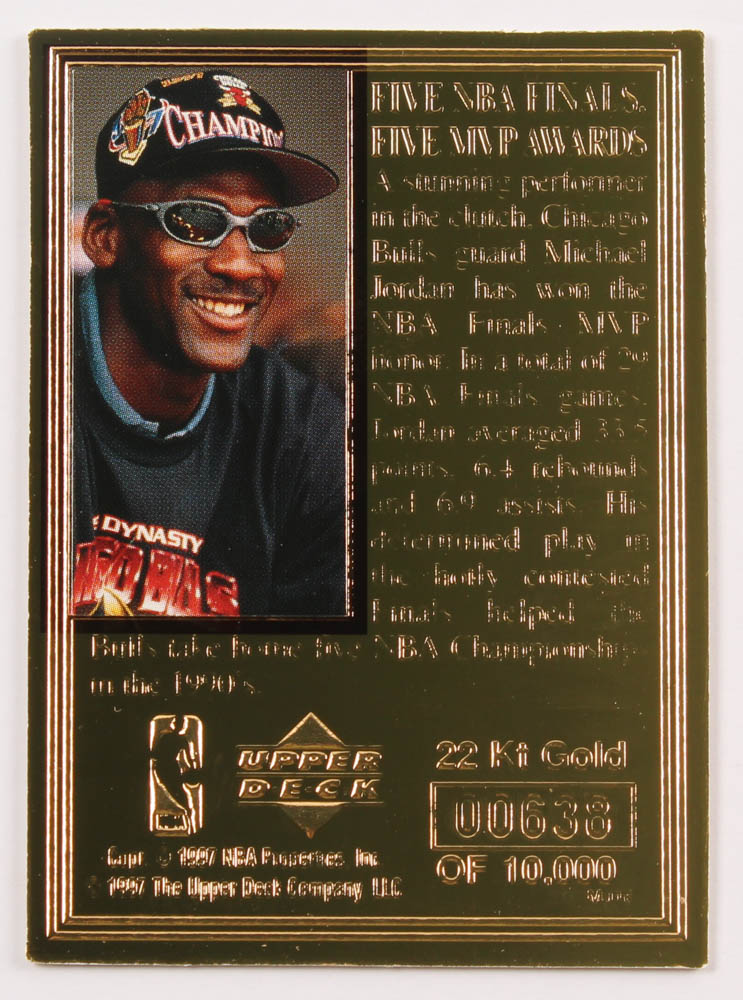 CHAMPIO
DYNASTY
FIVE NBA FINALS.
FIVE MVP AWARDS
A stunning performer
in the clutch. Chicago
Bulls guard Michael
Jordan has won the
NBA Finals MVP
honor. In a total of 29
NBA Finals games,
Jordan averaged 33.5
points, 6.4 rebounds
and 6.9 assists. His
determined play in
the hotly contested
Finals helped the
Bulls take home five NBA Championships
in the 1990's.
UPPER
DECK
22 Kt Gold
00638
OF 10,000
© 1997 NBA Properties, Inc.
© 1997 The Upper Deck Company, LLC